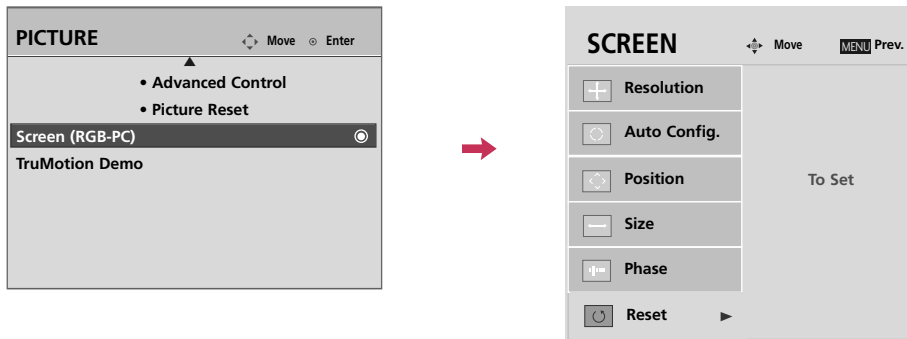 PICTURE
Move Enter
• Advanced Control
• Picture Reset
Screen (RGB-PC)
TruMotion Demo
SCREEN
Move MENU Prev.
Resolution
Auto Config.
Position
Size
Phase
Reset
To Set